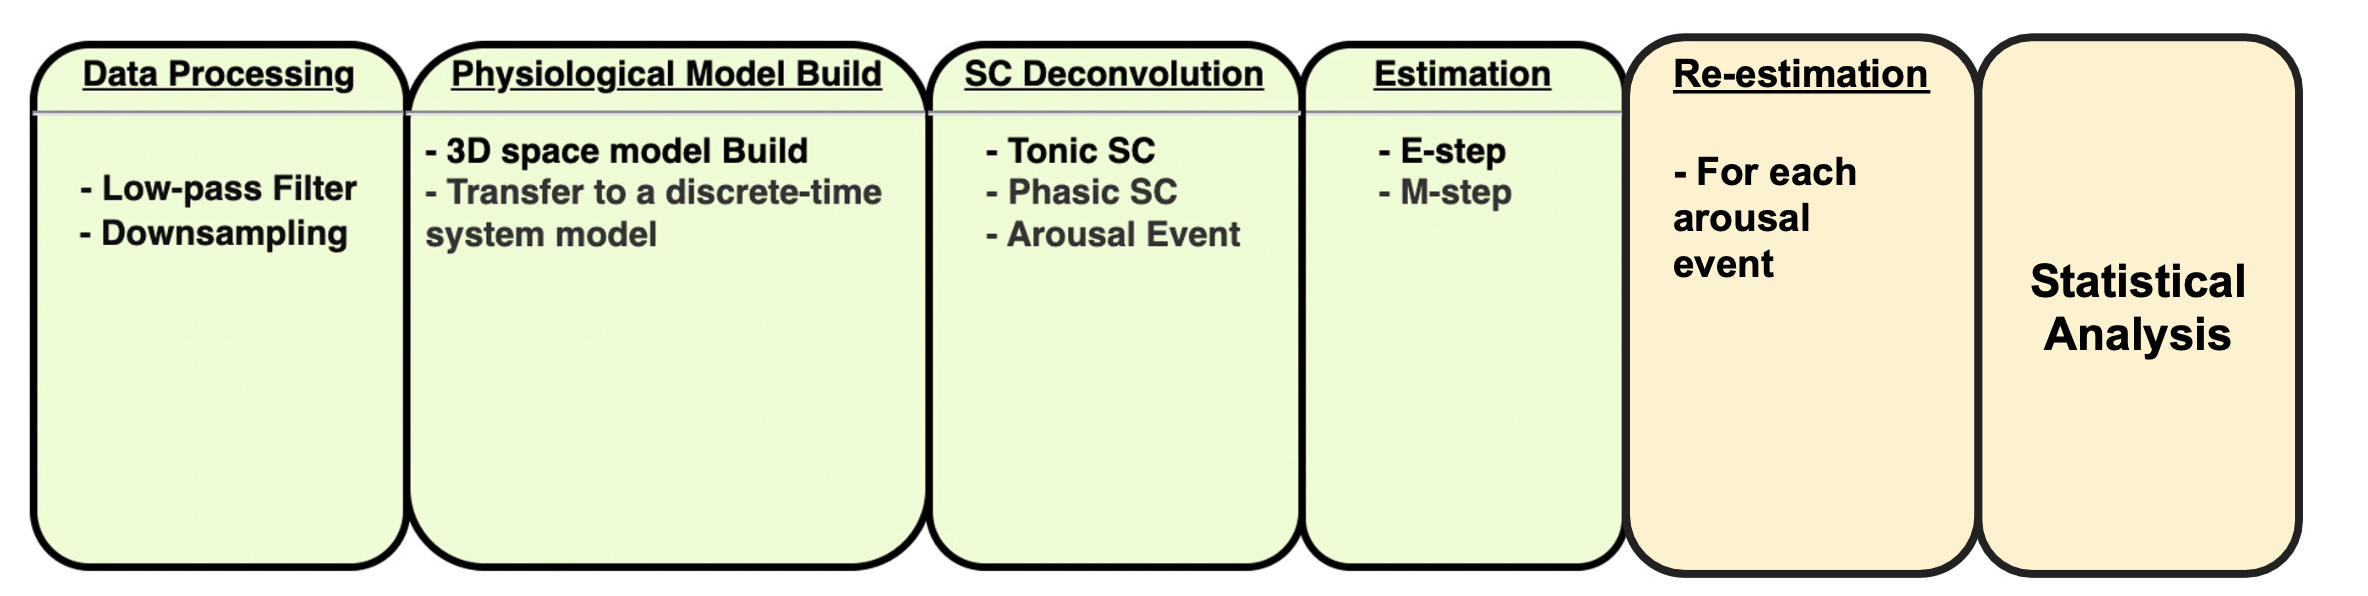 Data Processing
- Low-pass Filter
- Downsampling
Physiological Model Build
- 3D space model Build
- Transfer to a discrete-time
system model
SC Deconvolution
- Tonic SC
- Phasic SC
- Arousal Event
Estimation
- E-step
- M-step
Re-estimation
- For each
arousal
event
Statistical
Analysis